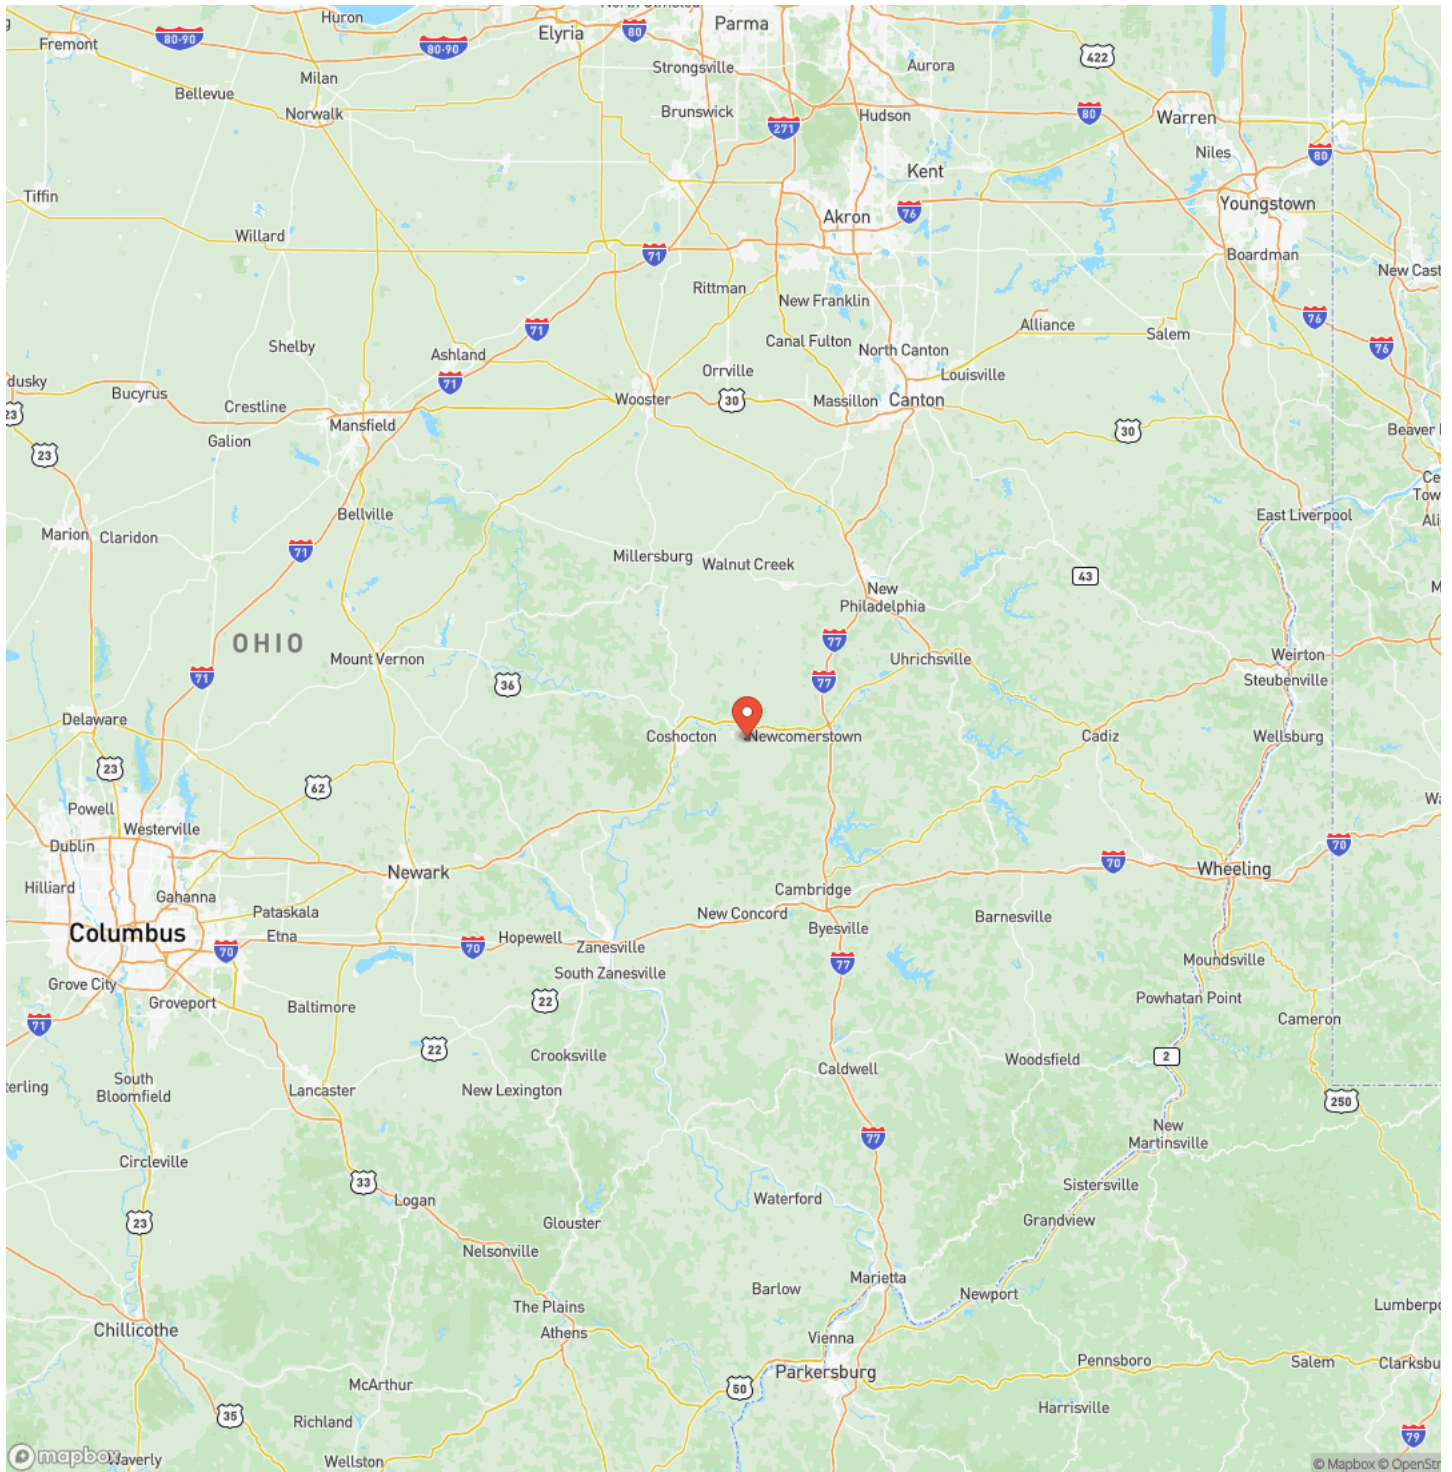 Huron
North Olmsted
Parma
Elyria
Fremont
80-90
80-90
80
Strongsville
Aurora
422
Milan
Bellevue
Norwalk
Brunswick
271
Hudson
80
Warren
Niles
80
Kent
Tiffin
Akron
76
Youngstown
Willard
71
Boardman
New Cast
Rittman
New Franklin
76
71
Alliance
Salem
Shelby
Ashland
Canal Fulton
North Canton
76
dusky
Bucyrus
71
Orrville
Louisville
23
Crestline
Wooster
30
Massillon
Canton
Mansfield
Galion
30
Beaver
23
Ce
Tow
Bellville
East Liverpool
Ali
Marion
Claridon
71
Millersburg
Walnut Creek
43
New
Philadelphia
M
OHIO
77
Mount Vernon
Uhrichsville
Weirton
71
36
77
Steubenville
Delaware
Coshocton
Newcomerstown
Cadiz
Wellsburg
23
62
Powell
Wa
Westerville
Dublin
70
Newark
70
Wheeling
Hilliard
Gahanna
Cambridge
Pataskala
New Concord
Barnesville
Columbus
Etna
Hopewell
Byesville
70
70
Zanesville
77
Moundsville
South Zanesville
Grove City
Groveport
Baltimore
22
Powhatan Point
71
Cameron
22
Crooksville
Woodsfield
2
Caldwell
erling
South
Bloomfield
Lancaster
New Lexington
250
77
New
Martinsville
Circleville
33
Logan
Waterford
Sistersville
23
Glouster
Grandview
Nelsonville
Marietta
Barlow
Newport
The Plains
Lumberpo
Chillicothe
Athens
Vienna
Pennsboro
Salem
Clarksbu
Parkersburg
McArthur
50
35
Richland
Harrisville
79
mapbox
Waverly
Wellston
© Mapbox © OpenStr